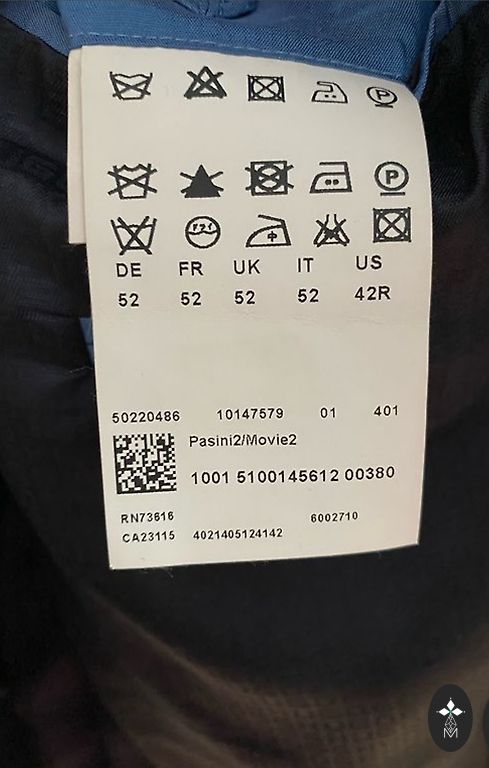 P
P
DE FR UK IT US
52 52 52 52 42R
50220486 10147579 01 401
Pasini2/Movie2
1001 5100145612 00380
RN73616 6002710
CA23115 4021405124142
M